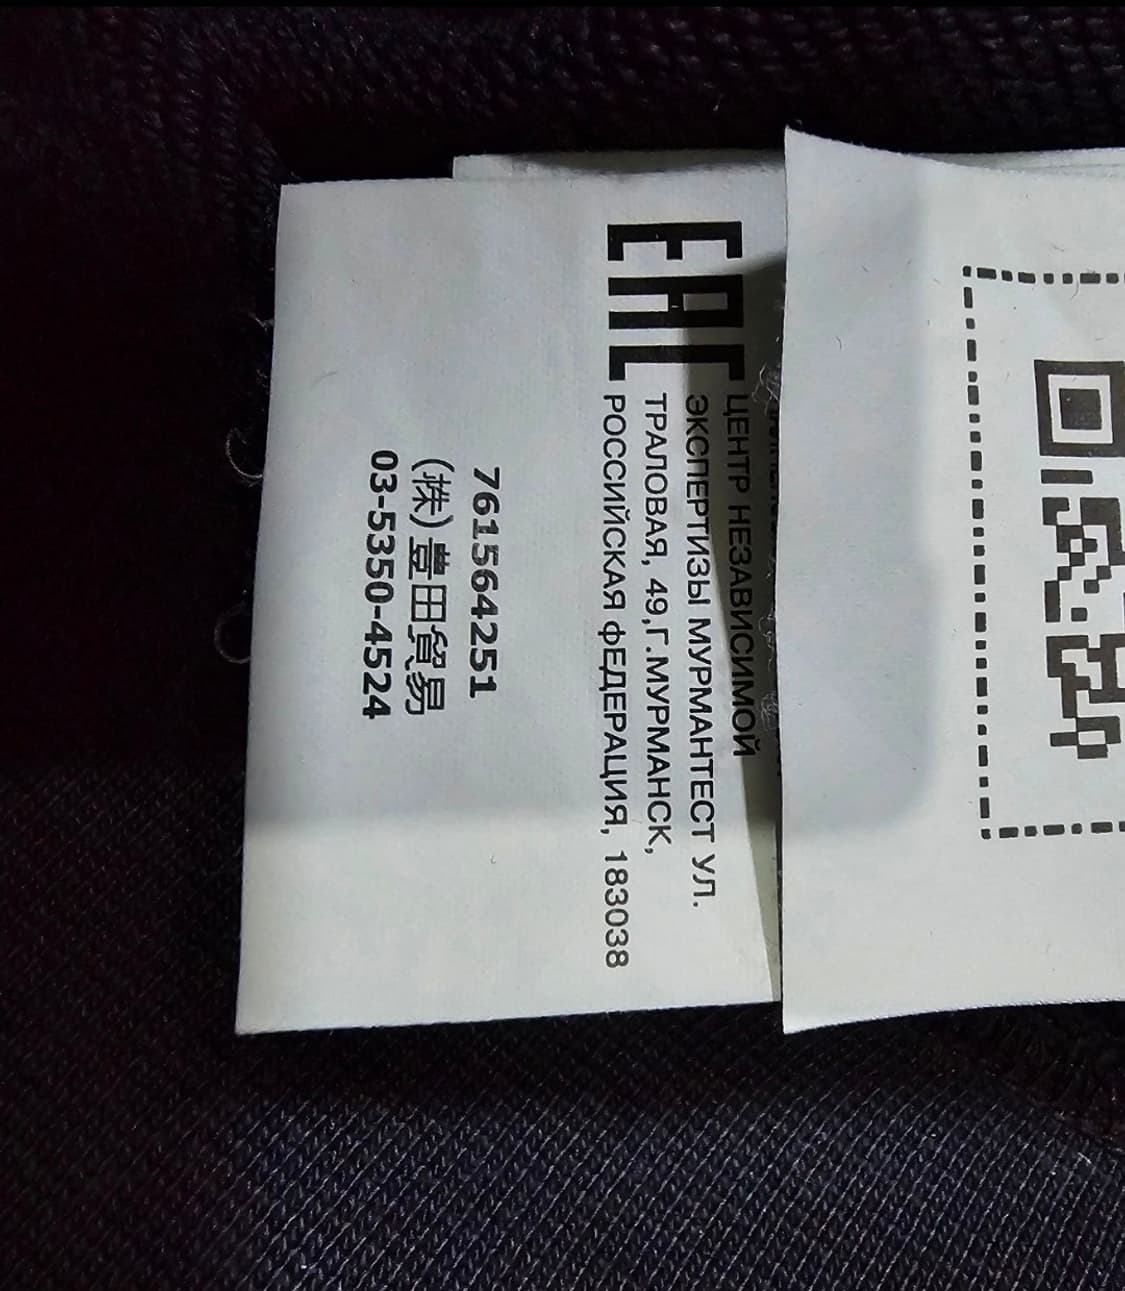 EAC
ЦЕНТР НЕЗАВИСИМОЙ
ЭКСПЕРТИЗЫ МУРМАНТЕСТ УЛ.
ТРАЛОВАЯ, 49,Г.МУРМАНСК,
РОССИЙСКАЯ ФЕДЕРАЦИЯ, 183038
761564251
(株)豊田貿易
03-5350-4524